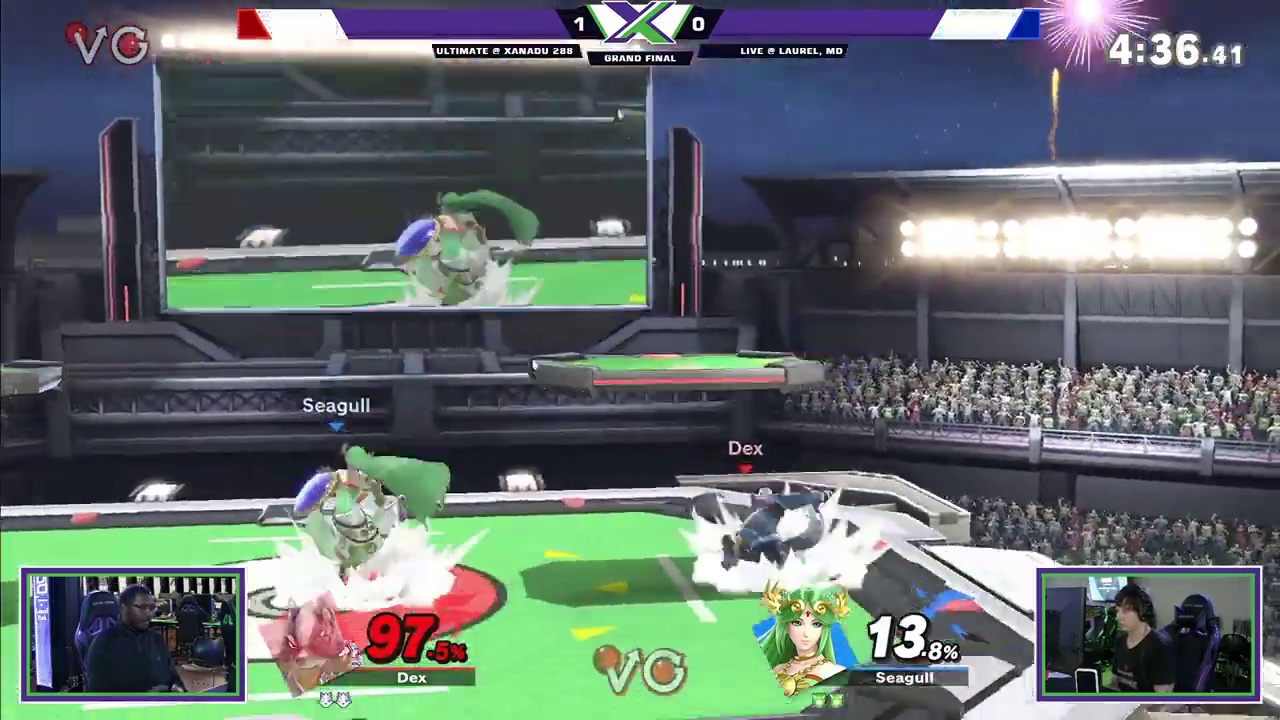 VG
1
0
4:36.41
ULTIMATE @ XANADU 288
LIVE @ LAUREL, MD
GRAND FINAL
Seagull
Dex
97.5%
Dex
VG
13.8%
Seagull